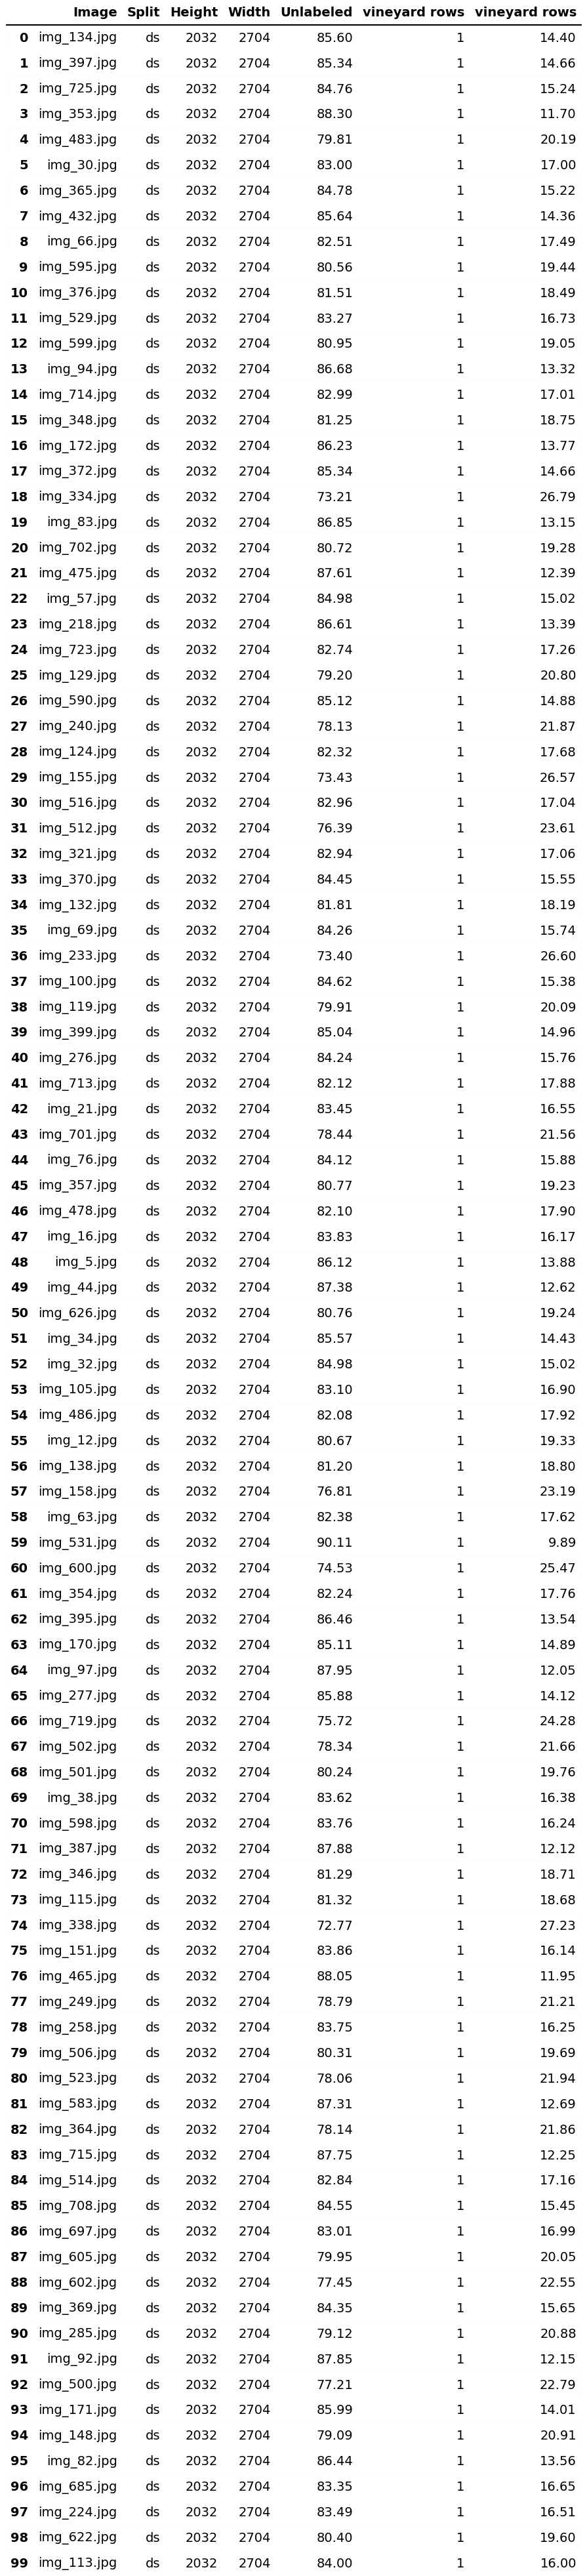 Image Split Height Width Unlabeled vineyard rows vineyard rows
0 img_134.jpg ds 2032 2704 85.60 1 14.40
1 img_397.jpg ds 2032 2704 85.34 1 14.66
2 img_725.jpg ds 2032 2704 84.76 1 15.24
3 img_353.jpg ds 2032 2704 88.30 1 11.70
4 img_483.jpg ds 2032 2704 79.81 1 20.19
5 img_30.jpg ds 2032 2704 83.00 1 17.00
6 img_365.jpg ds 2032 2704 84.78 1 15.22
7 img_432.jpg ds 2032 2704 85.64 1 14.36
8 img_66.jpg ds 2032 2704 82.51 1 17.49
9 img_595.jpg ds 2032 2704 80.56 1 19.44
10 img_376.jpg ds 2032 2704 81.51 1 18.49
11 img_529.jpg ds 2032 2704 83.27 1 16.73
12 img_599.jpg ds 2032 2704 80.95 1 19.05
13 img_94.jpg ds 2032 2704 86.68 1 13.32
14 img_714.jpg ds 2032 2704 82.99 1 17.01
15 img_348.jpg ds 2032 2704 81.25 1 18.75
16 img_172.jpg ds 2032 2704 86.23 1 13.77
17 img_372.jpg ds 2032 2704 85.34 1 14.66
18 img_334.jpg ds 2032 2704 73.21 1 26.79
19 img_83.jpg ds 2032 2704 86.85 1 13.15
20 img_702.jpg ds 2032 2704 80.72 1 19.28
21 img_475.jpg ds 2032 2704 87.61 1 12.39
22 img_57.jpg ds 2032 2704 84.98 1 15.02
23 img_218.jpg ds 2032 2704 86.61 1 13.39
24 img_723.jpg ds 2032 2704 82.74 1 17.26
25 img_129.jpg ds 2032 2704 79.20 1 20.80
26 img_590.jpg ds 2032 2704 85.12 1 14.88
27 img_240.jpg ds 2032 2704 78.13 1 21.87
28 img_124.jpg ds 2032 2704 82.32 1 17.68
29 img_155.jpg ds 2032 2704 73.43 1 26.57
30 img_516.jpg ds 2032 2704 82.96 1 17.04
31 img_512.jpg ds 2032 2704 76.39 1 23.61
32 img_321.jpg ds 2032 2704 82.94 1 17.06
33 img_370.jpg ds 2032 2704 84.45 1 15.55
34 img_132.jpg ds 2032 2704 81.81 1 18.19
35 img_69.jpg ds 2032 2704 84.26 1 15.74
36 img_233.jpg ds 2032 2704 73.40 1 26.60
37 img_100.jpg ds 2032 2704 84.62 1 15.38
38 img_119.jpg ds 2032 2704 79.91 1 20.09
39 img_399.jpg ds 2032 2704 85.04 1 14.96
40 img_276.jpg ds 2032 2704 84.24 1 15.76
41 img_713.jpg ds 2032 2704 82.12 1 17.88
42 img_21.jpg ds 2032 2704 83.45 1 16.55
43 img_701.jpg ds 2032 2704 78.44 1 21.56
44 img_76.jpg ds 2032 2704 84.12 1 15.88
45 img_357.jpg ds 2032 2704 80.77 1 19.23
46 img_478.jpg ds 2032 2704 82.10 1 17.90
47 img_16.jpg ds 2032 2704 83.83 1 16.17
48 img_5.jpg ds 2032 2704 86.12 1 13.88
49 img_44.jpg ds 2032 2704 87.38 1 12.62
50 img_626.jpg ds 2032 2704 80.76 1 19.24
51 img_34.jpg ds 2032 2704 85.57 1 14.43
52 img_32.jpg ds 2032 2704 84.98 1 15.02
53 img_105.jpg ds 2032 2704 83.10 1 16.90
54 img_486.jpg ds 2032 2704 82.08 1 17.92
55 img_12.jpg ds 2032 2704 80.67 1 19.33
56 img_138.jpg ds 2032 2704 81.20 1 18.80
57 img_158.jpg ds 2032 2704 76.81 1 23.19
58 img_63.jpg ds 2032 2704 82.38 1 17.62
59 img_531.jpg ds 2032 2704 90.11 1 9.89
60 img_600.jpg ds 2032 2704 74.53 1 25.47
61 img_354.jpg ds 2032 2704 82.24 1 17.76
62 img_395.jpg ds 2032 2704 86.46 1 13.54
63 img_170.jpg ds 2032 2704 85.11 1 14.89
64 img_97.jpg ds 2032 2704 87.95 1 12.05
65 img_277.jpg ds 2032 2704 85.88 1 14.12
66 img_719.jpg ds 2032 2704 75.72 1 24.28
67 img_502.jpg ds 2032 2704 78.34 1 21.66
68 img_501.jpg ds 2032 2704 80.24 1 19.76
69 img_38.jpg ds 2032 2704 83.62 1 16.38
70 img_598.jpg ds 2032 2704 83.76 1 16.24
71 img_387.jpg ds 2032 2704 87.88 1 12.12
72 img_346.jpg ds 2032 2704 81.29 1 18.71
73 img_115.jpg ds 2032 2704 81.32 1 18.68
74 img_338.jpg ds 2032 2704 72.77 1 27.23
75 img_151.jpg ds 2032 2704 83.86 1 16.14
76 img_465.jpg ds 2032 2704 88.05 1 11.95
77 img_249.jpg ds 2032 2704 78.79 1 21.21
78 img_258.jpg ds 2032 2704 83.75 1 16.25
79 img_506.jpg ds 2032 2704 80.31 1 19.69
80 img_523.jpg ds 2032 2704 78.06 1 21.94
81 img_583.jpg ds 2032 2704 87.31 1 12.69
82 img_364.jpg ds 2032 2704 78.14 1 21.86
83 img_715.jpg ds 2032 2704 87.75 1 12.25
84 img_514.jpg ds 2032 2704 82.84 1 17.16
85 img_708.jpg ds 2032 2704 84.55 1 15.45
86 img_697.jpg ds 2032 2704 83.01 1 16.99
87 img_605.jpg ds 2032 2704 79.95 1 20.05
88 img_602.jpg ds 2032 2704 77.45 1 22.55
89 img_369.jpg ds 2032 2704 84.35 1 15.65
90 img_285.jpg ds 2032 2704 79.12 1 20.88
91 img_92.jpg ds 2032 2704 87.85 1 12.15
92 img_500.jpg ds 2032 2704 77.21 1 22.79
93 img_171.jpg ds 2032 2704 85.99 1 14.01
94 img_148.jpg ds 2032 2704 79.09 1 20.91
95 img_82.jpg ds 2032 2704 86.44 1 13.56
96 img_685.jpg ds 2032 2704 83.35 1 16.65
97 img_224.jpg ds 2032 2704 83.49 1 16.51
98 img_622.jpg ds 2032 2704 80.40 1 19.60
99 img_113.jpg ds 2032 2704 84.00 1 16.00